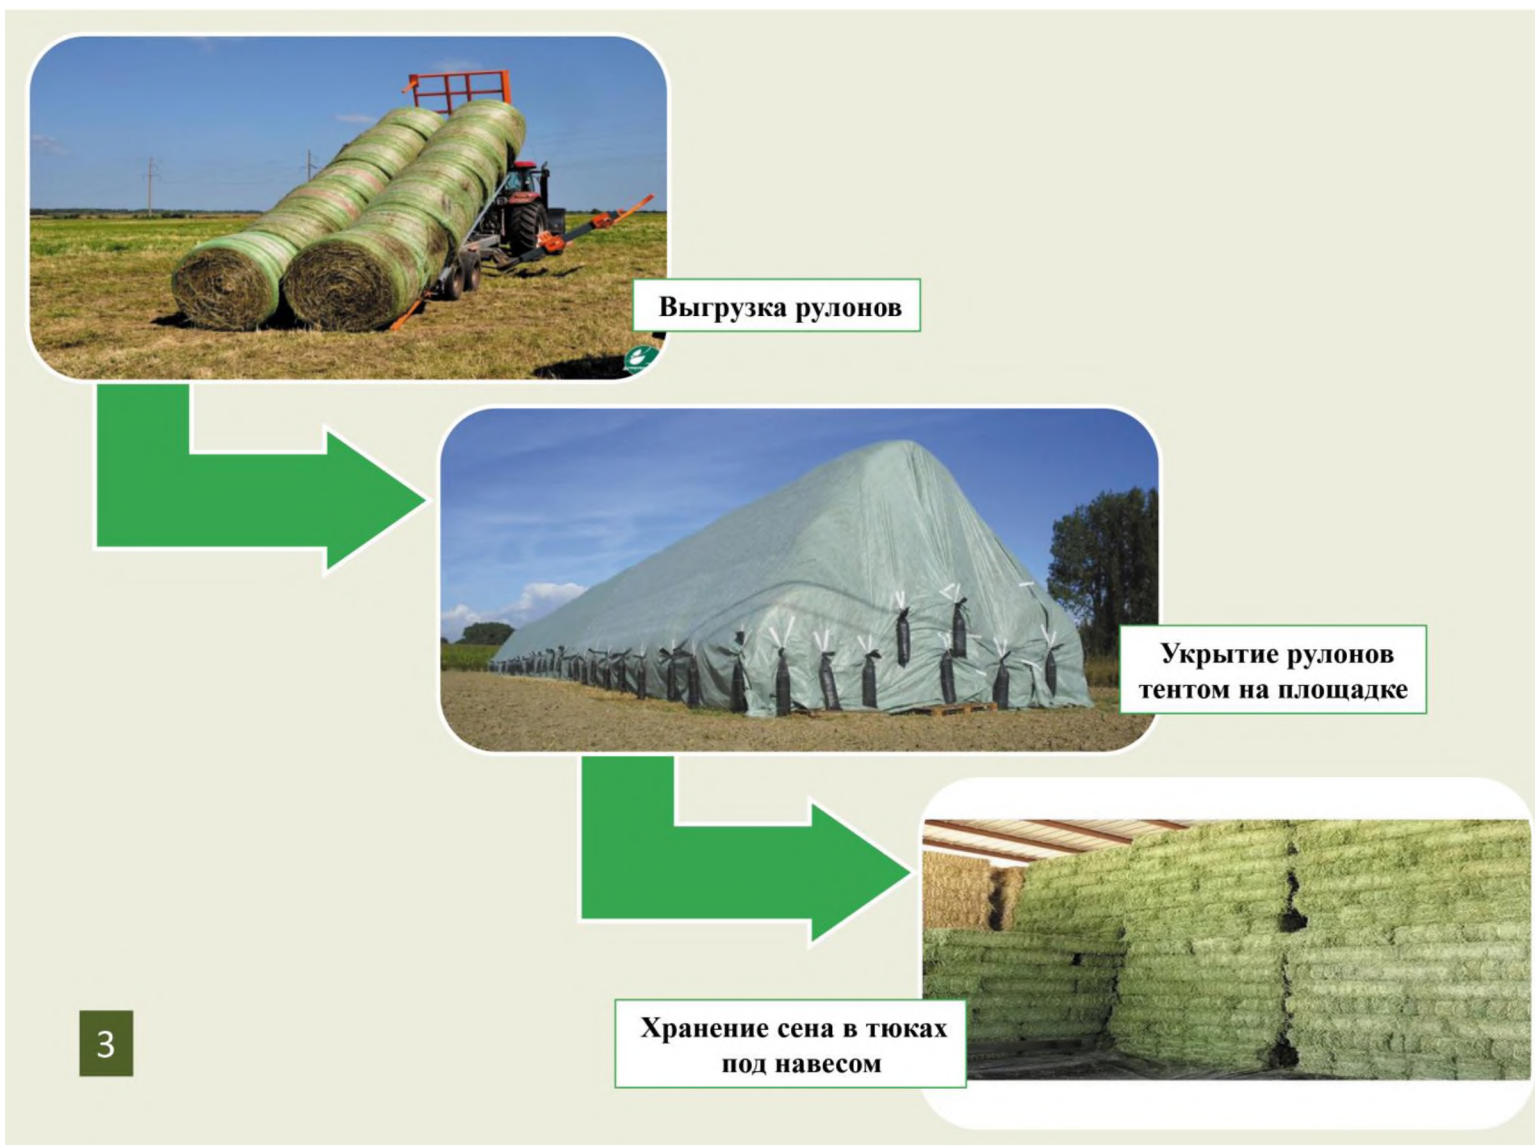 Выгрузка рулонов
Укрытие рулонов
тентом на площадке
Хранение сена в тюках
под навесом
3